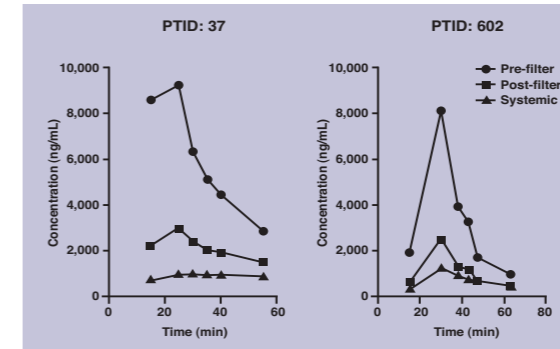 PTID: 37
Concentration (ng/mL)
10,000
8,000
6,000
4,000
2,000
0
0 20 40 60
Time (min)
PTID: 602
Pre-filter
Post-filter
Systemic
Concentration (ng/mL)
10,000
8,000
6,000
4,000
2,000
0
0 20 40 60 80
Time (min)